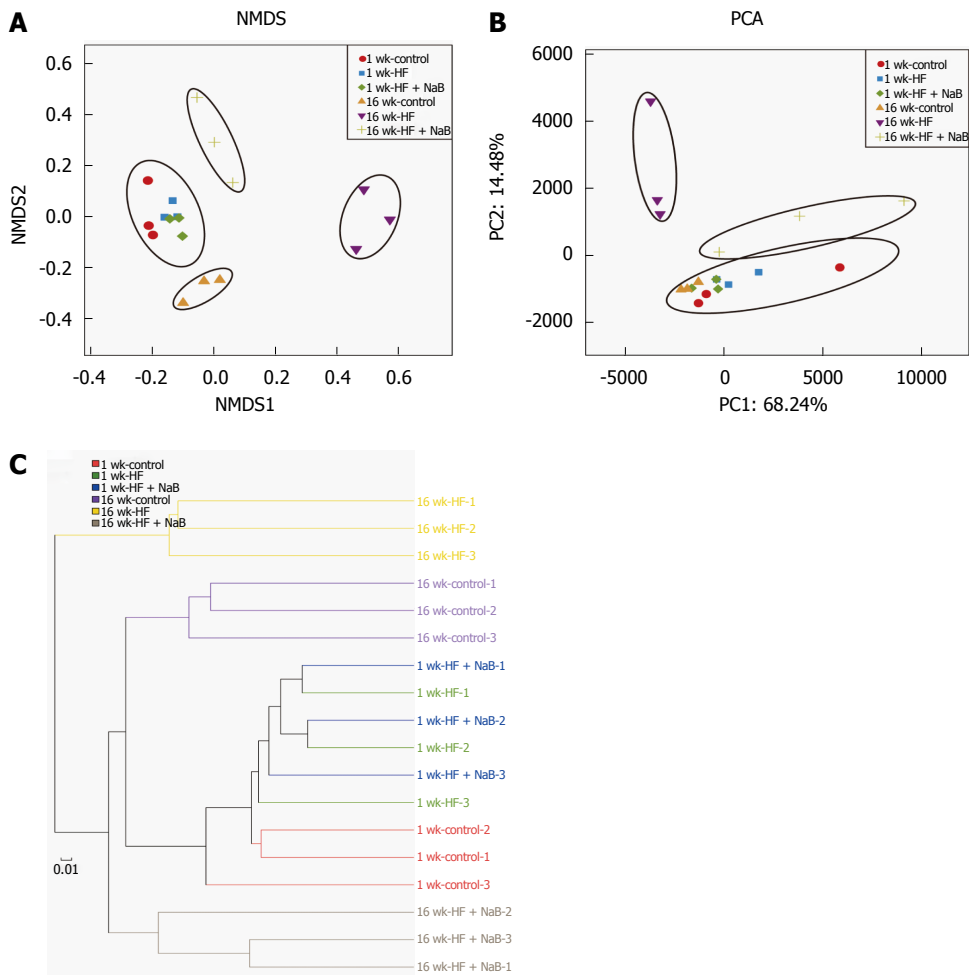 A
NMDS
0.6
0.4
0.2
0.0
-0.2
-0.4
NMDS2
-0.4
-0.2
0.0
0.2
0.4
0.6
NMDS1
1 wk-control
1 wk-HF
1 wk-HF + NaB
16 wk-control
16 wk-HF
16 wk-HF + NaB
B
PCA
6000
4000
2000
0
-2000
PC2: 14.48%
-5000
0
5000
10000
PC1: 68.24%
1 wk-control
1 wk-HF
1 wk-HF + NaB
16 wk-control
16 wk-HF
16 wk-HF + NaB
C
1 wk-control
1 wk-HF
1 wk-HF + NaB
16 wk-control
16 wk-HF
16 wk-HF + NaB
16 wk-HF-1
16 wk-HF-2
16 wk-HF-3
16 wk-control-1
16 wk-control-2
16 wk-control-3
1 wk-HF + NaB-1
1 wk-HF-1
1 wk-HF + NaB-2
1 wk-HF-2
1 wk-HF + NaB-3
1 wk-HF-3
1 wk-control-2
1 wk-control-1
1 wk-control-3
16 wk-HF + NaB-2
16 wk-HF + NaB-3
16 wk-HF + NaB-1
0.01